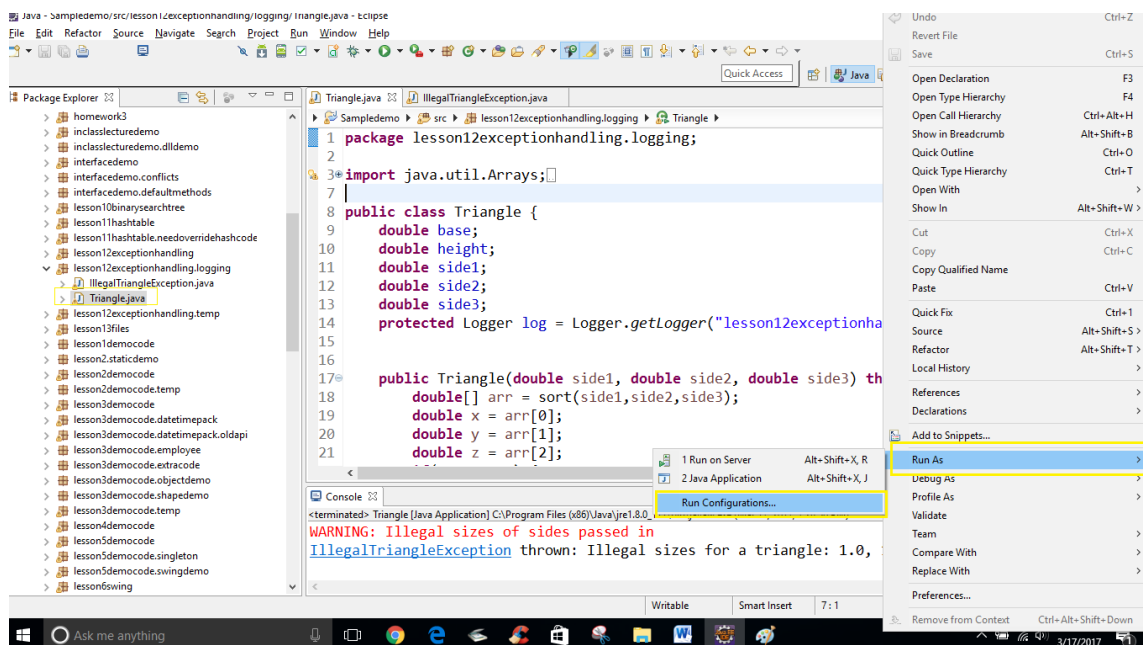 Java - Sampledemo/src/lesson12exceptionhandling/logging/Triangle.java - Eclipse
File Edit Refactor Source Navigate Search Project Run Window Help
Quick Access
Java
Package Explorer
homework3
inclasslecturedemo
inclasslecturedemo.dlldemo
interfacedemo
interfacedemo.conflicts
interfacedemo.defaultmethods
lesson10binarysearchtree
lesson11hashtable
lesson11hashtable.needoverridehashcode
lesson12exceptionhandling
lesson12exceptionhandling.logging
IllegalTriangleException.java
Triangle.java
lesson12exceptionhandling.temp
lesson13files
lesson1democode
lesson2.staticdemo
lesson2democode
lesson2democode.temp
lesson3democode
lesson3democode.datetimepack
lesson3democode.datetimepack.oldapi
lesson3democode.employee
lesson3democode.extracode
lesson3democode.objectdemo
lesson3democode.shapedemo
lesson3democode.temp
lesson4democode
lesson5democode
lesson5democode.singleton
lesson5democode.swingdemo
lesson6swing
Triangle.java IllegalTriangleException.java
Sampledemo src lesson12exceptionhandling.logging Triangle
1 package lesson12exceptionhandling.logging;
2
3 import java.util.Arrays;
7
8 public class Triangle {
9 double base;
10 double height;
11 double side1;
12 double side2;
13 double side3;
14 protected Logger log = Logger.getLogger("lesson12exceptionha
15
16
17 public Triangle(double side1, double side2, double side3) th
18 double[] arr = sort(side1,side2,side3);
19 double x = arr[0];
20 double y = arr[1];
21 double z = arr[2];
Console
<terminated> Triangle [Java Application] C:\Program Files (x86)\Java\jre1.8.0_
WARNING: Illegal sizes of sides passed in
IllegalTriangleException thrown: Illegal sizes for a triangle: 1.0,
Writable Smart Insert 7:1
1 Run on Server Alt+Shift+X, R
2 Java Application Alt+Shift+X, J
Run Configurations...
Undo Ctrl+Z
Revert File
Save Ctrl+S
Open Declaration F3
Open Type Hierarchy F4
Open Call Hierarchy Ctrl+Alt+H
Show in Breadcrumb Alt+Shift+B
Quick Outline Ctrl+O
Quick Type Hierarchy Ctrl+T
Open With >
Show In Alt+Shift+W >
Cut Ctrl+X
Copy Ctrl+C
Copy Qualified Name
Paste Ctrl+V
Quick Fix Ctrl+1
Source Alt+Shift+S >
Refactor Alt+Shift+T >
Local History >
References >
Declarations >
Add to Snippets...
Run As >
Debug As >
Profile As >
Validate
Team >
Compare With >
Replace With >
Preferences...
Remove from Context Ctrl+Alt+Shift+Down
Ask me anything
3/17/2017